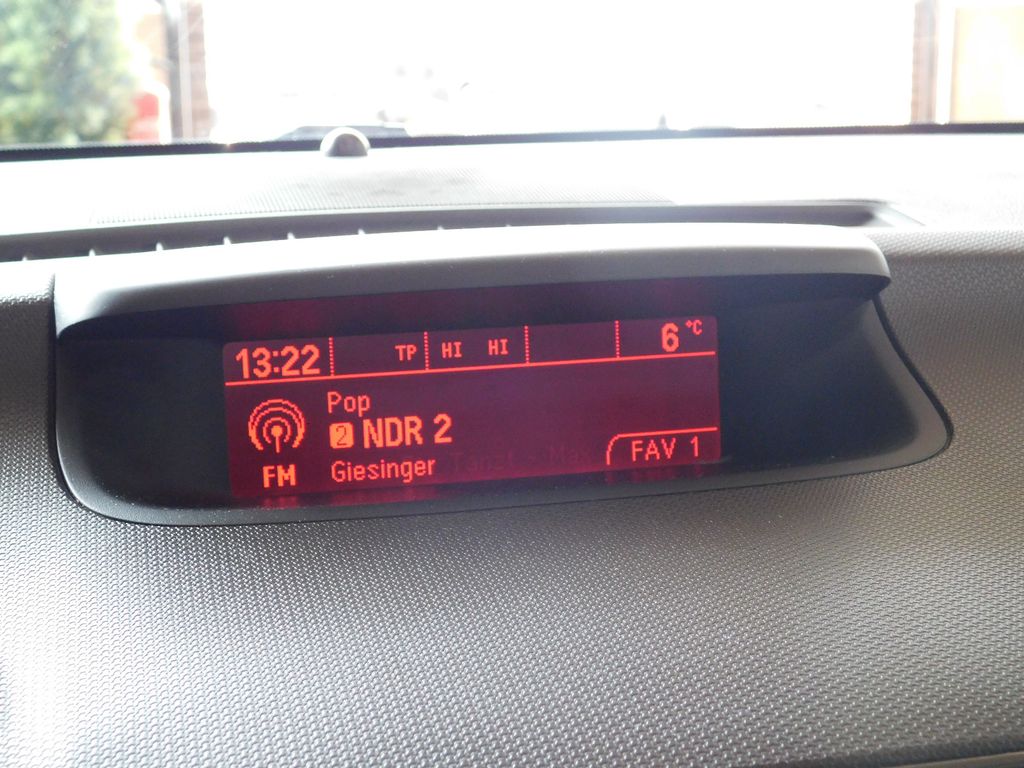 13:22 TP HI HI 6 °C
Pop
2 NDR 2
FM Giesinger FAV 1